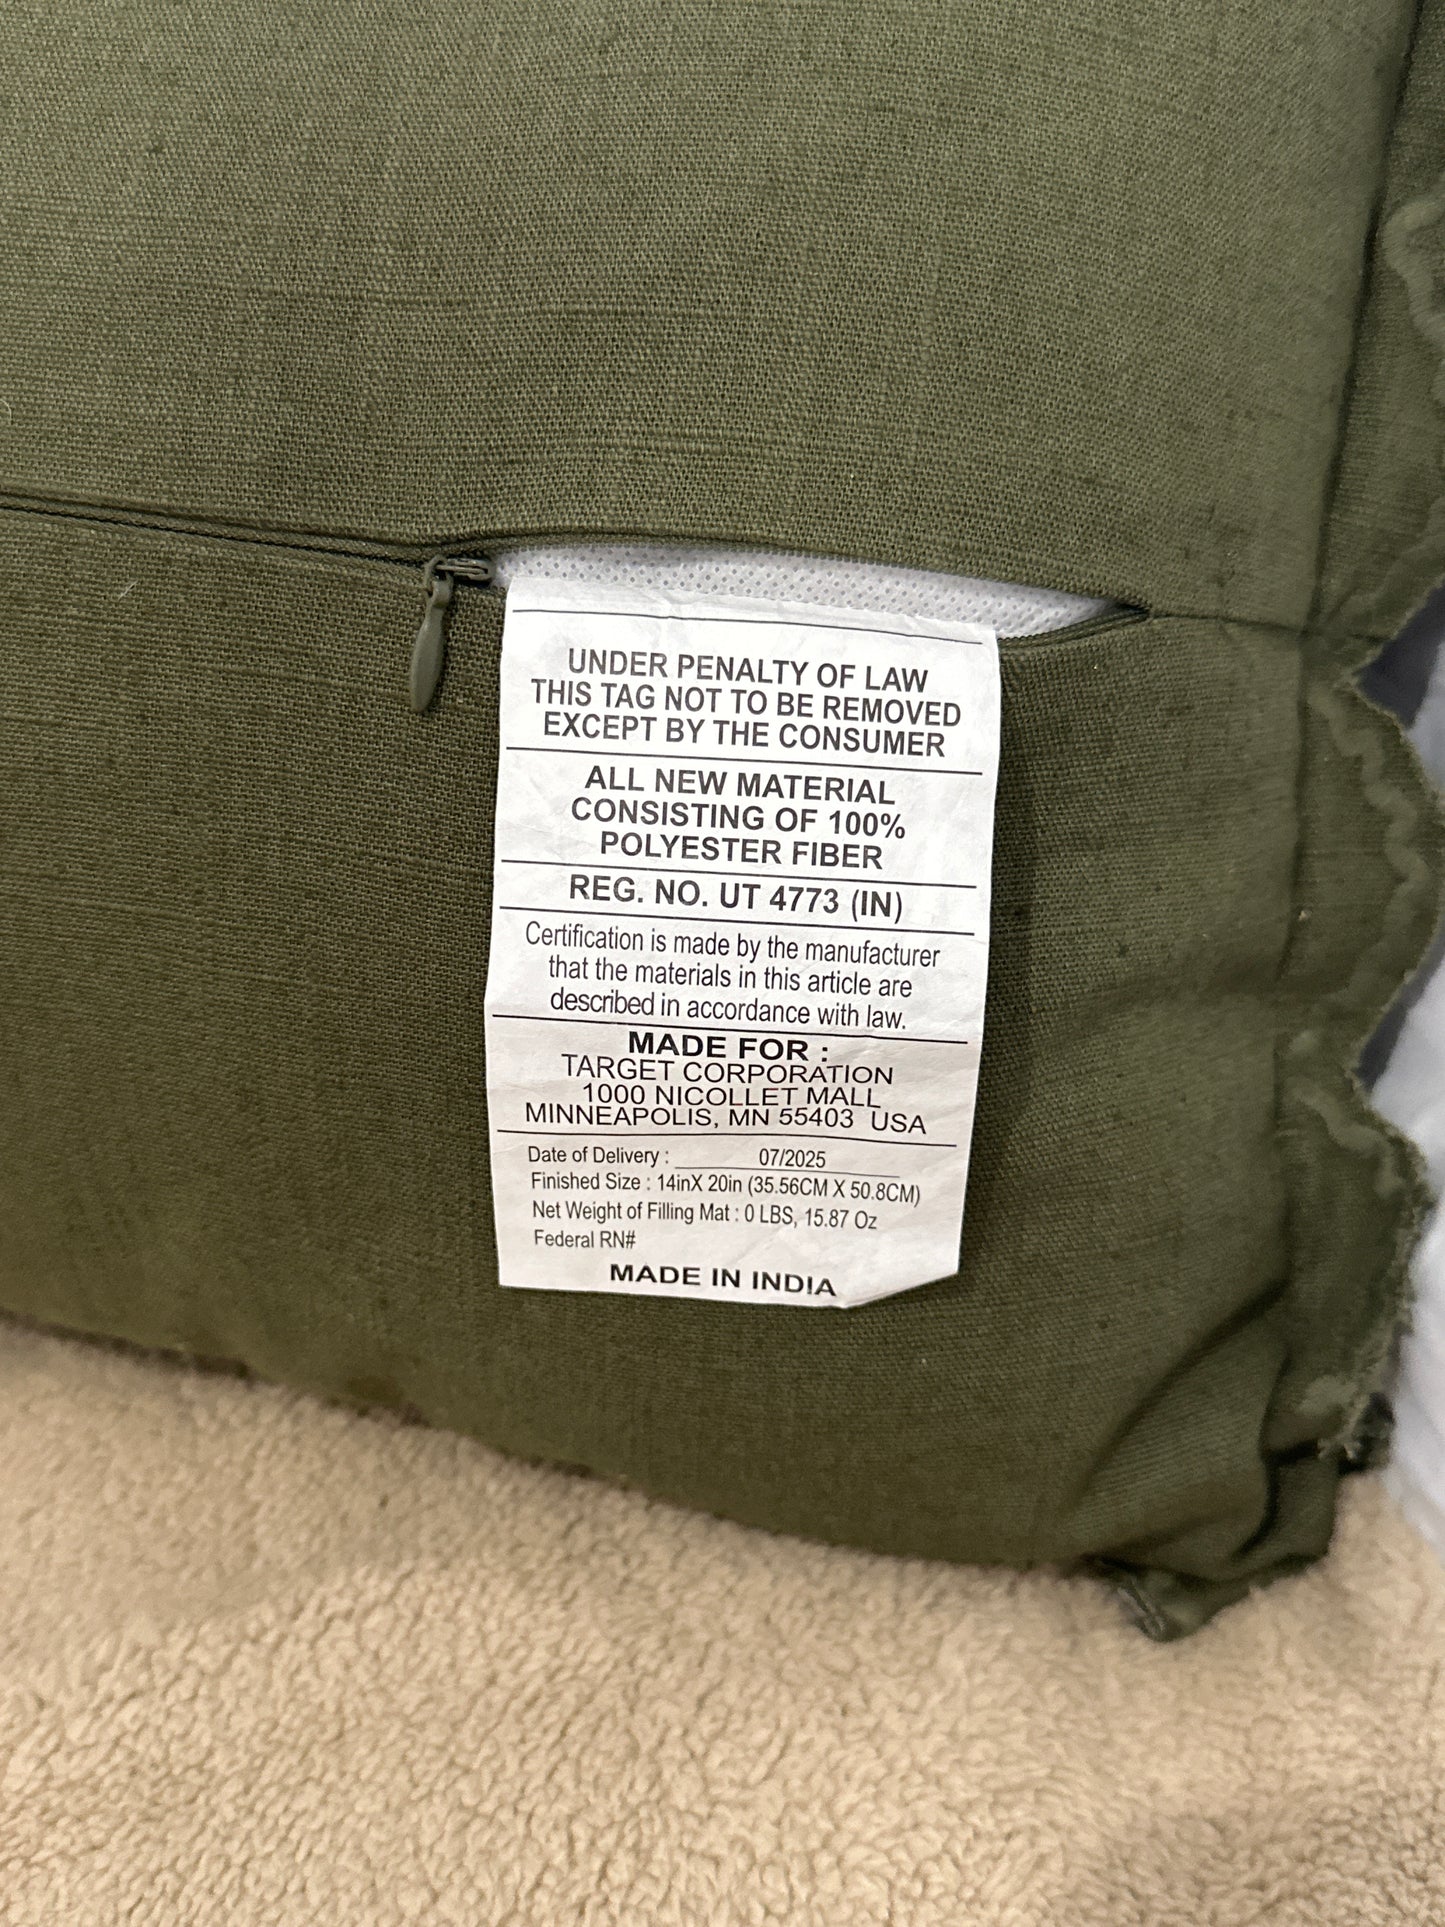 UNDER PENALTY OF LAW
THIS TAG NOT TO BE REMOVED
EXCEPT BY THE CONSUMER
ALL NEW MATERIAL
CONSISTING OF 100%
POLYESTER FIBER
REG. NO. UT 4773 (IN)
Certification is made by the manufacturer
that the materials in this article are
described in accordance with law.
MADE FOR :
TARGET CORPORATION
1000 NICOLLET MALL
MINNEAPOLIS, MN 55403 USA
Date of Delivery : 07/2025
Finished Size : 14inX 20in (35.56CM X 50.8CM)
Net Weight of Filling Mat : 0 LBS, 15.87 Oz
Federal RN#
MADE IN INDIA